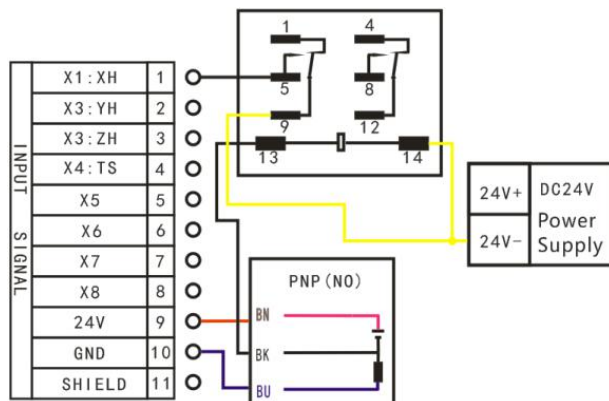 INPUT SIGNAL
X1:XH 1
X3:YH 2
X3:ZH 3
X4:TS 4
X5 5
X6 6
X7 7
X8 8
24V 9
GND 10
SHIELD 11
1 4
5 8
9 12
13 14
24V+ DC24V
24V- Power
Supply
PNP(NO)
BN
BK
BU